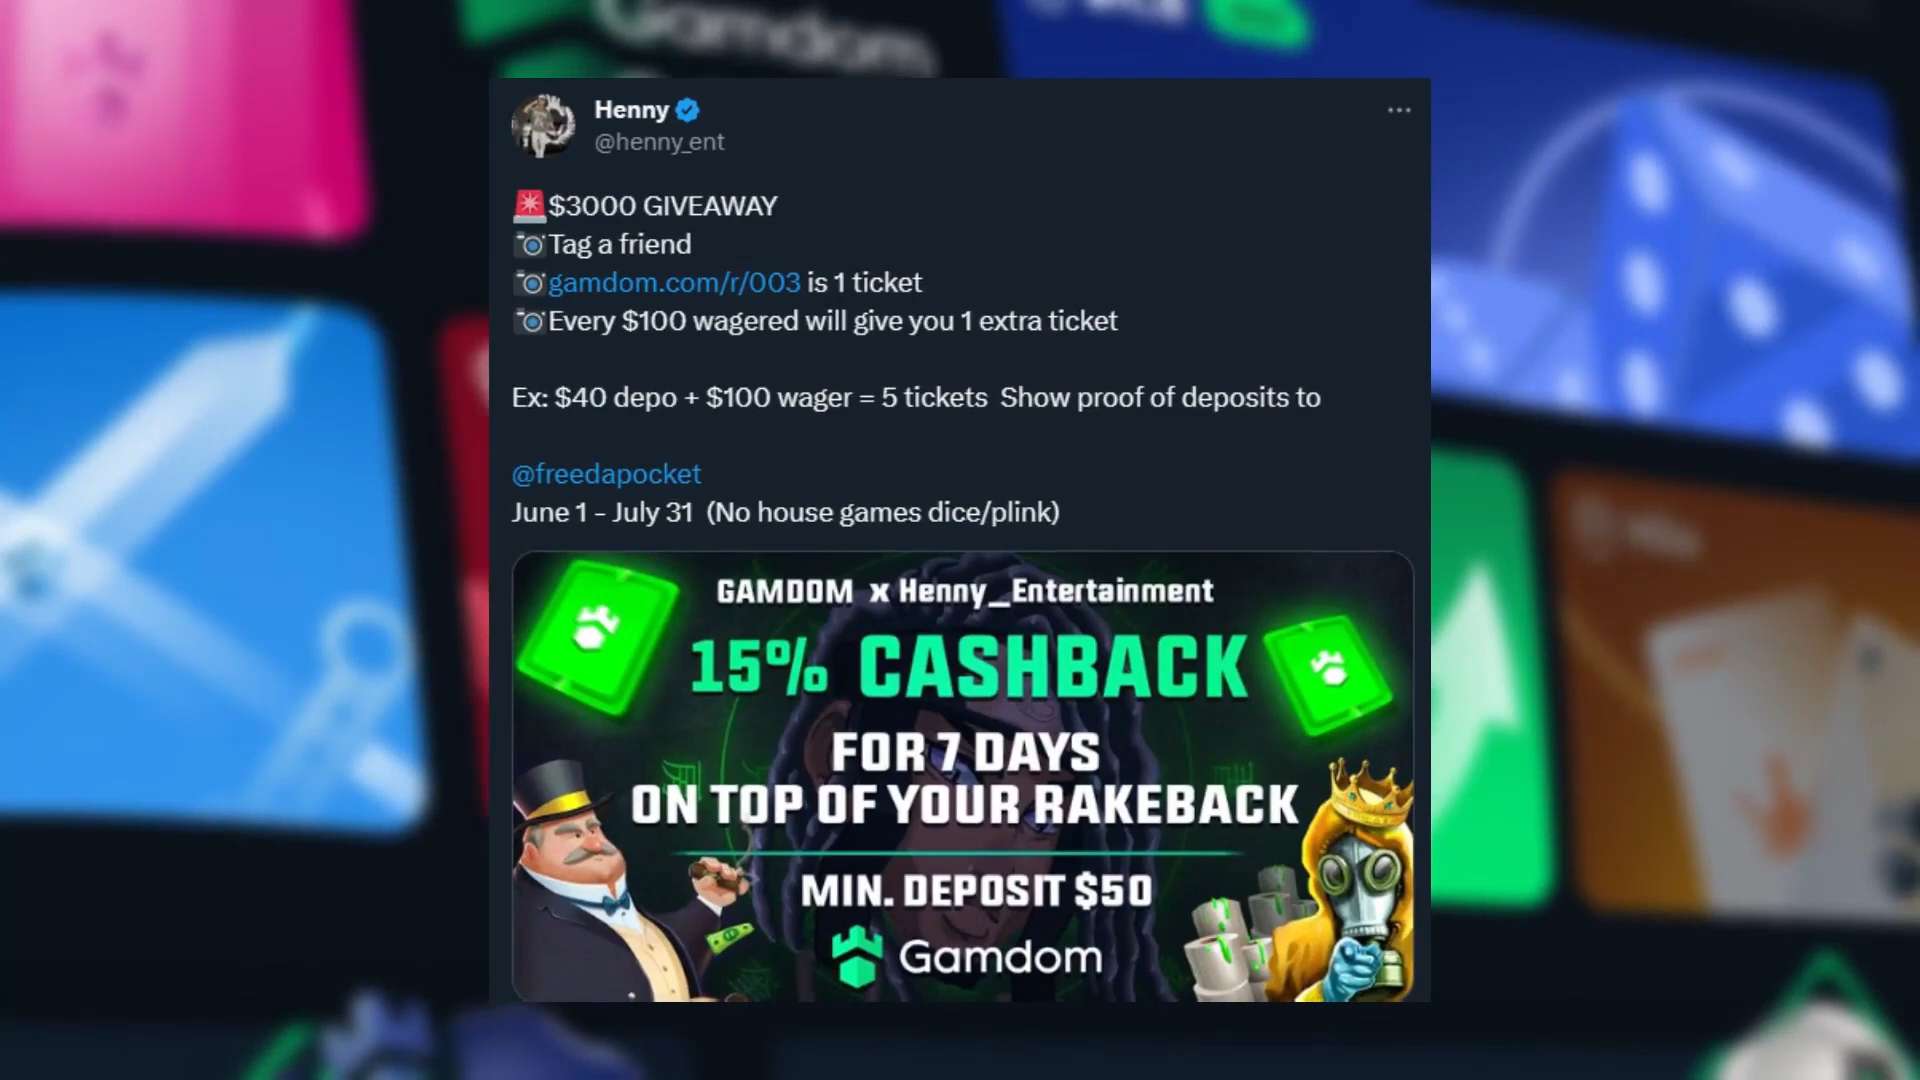 Gamdom
Henny
@henny_ent
$3000 GIVEAWAY
Tag a friend
gamdom.com/r/003 is 1 ticket
Every $100 wagered will give you 1 extra ticket
Ex: $40 depo + $100 wager = 5 tickets  Show proof of deposits to
@freedapocket
June 1 - July 31  (No house games dice/plink)
GAMDOM x Henny_Entertainment
15% CASHBACK
FOR 7 DAYS
ON TOP OF YOUR RAKEBACK
MIN. DEPOSIT $50
Gamdom